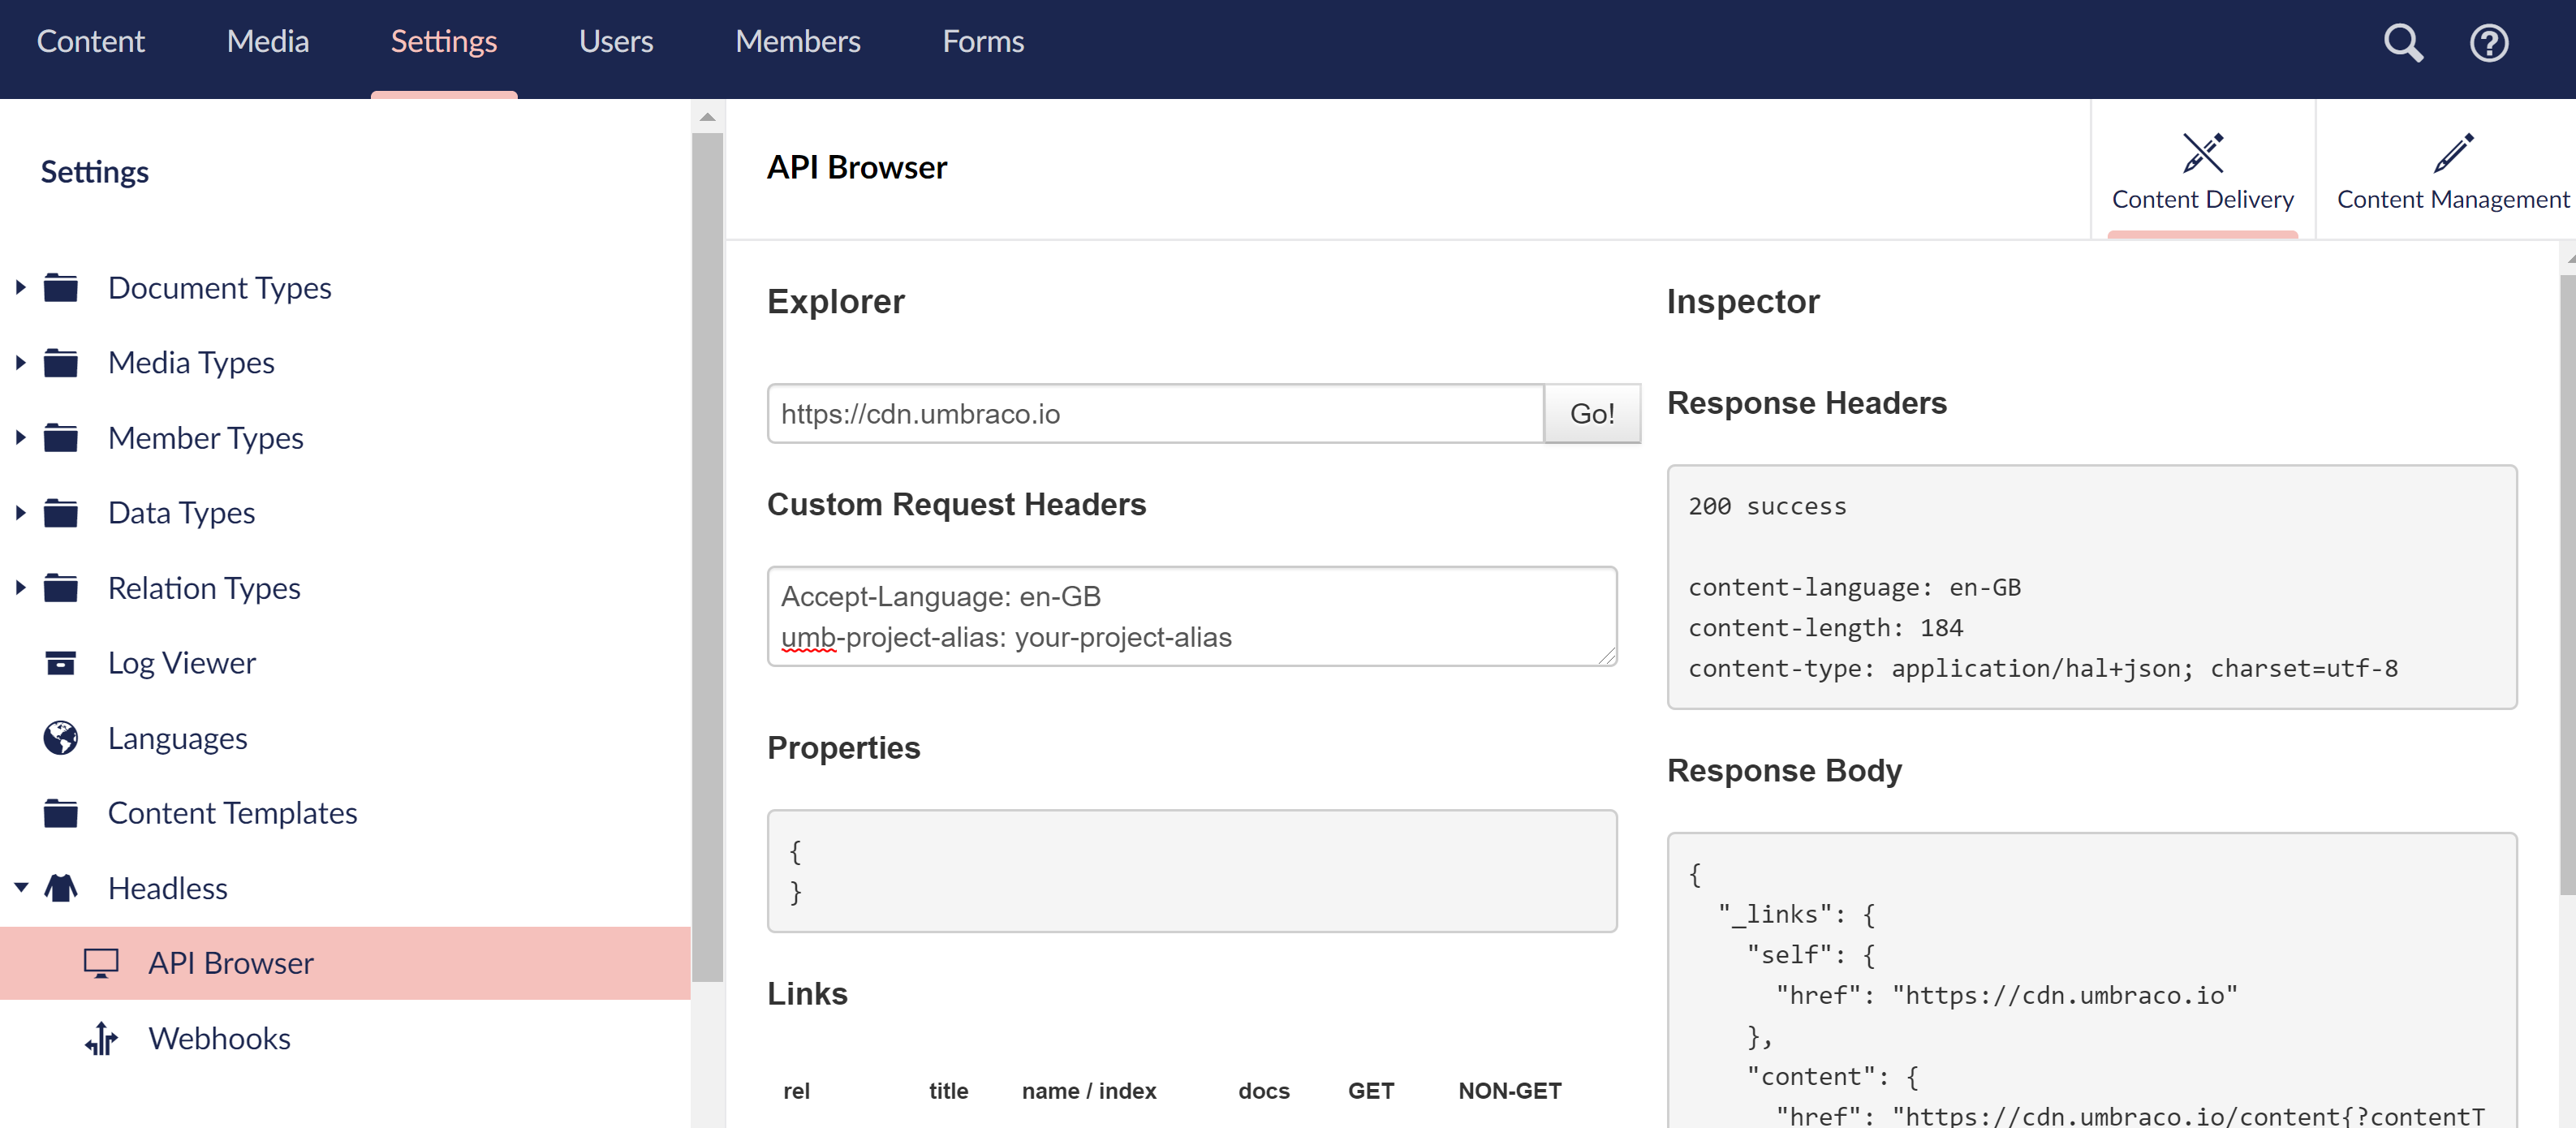 Content Media Settings Users Members Forms
Settings
Document Types
Media Types
Member Types
Data Types
Relation Types
Log Viewer
Languages
Content Templates
Headless
API Browser
Webhooks
API Browser
Content Delivery
Content Management
Explorer
https://cdn.umbraco.io Go!
Custom Request Headers
Accept-Language: en-GB
umb-project-alias: your-project-alias
Properties
{
}
Links
rel title name / index docs GET NON-GET
Inspector
Response Headers
200 success
content-language: en-GB
content-length: 184
content-type: application/hal+json; charset=utf-8
Response Body
{
"_links": {
"self": {
"href": "https://cdn.umbraco.io"
},
"content": {
"href": "https://cdn.umbraco.io/content{?contentT